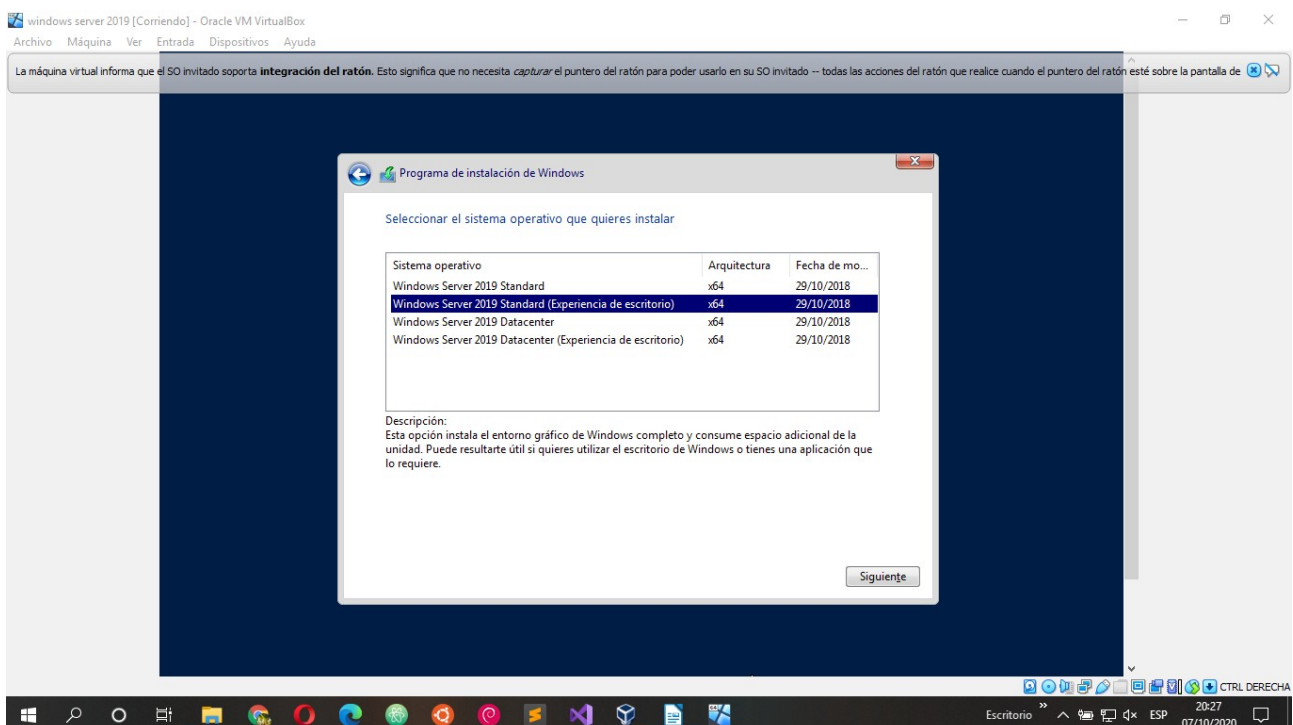 windows server 2019 [Corriendo] - Oracle VM VirtualBox
Archivo Máquina Ver Entrada Dispositivos Ayuda
La máquina virtual informa que el SO invitado soporta integración del ratón. Esto significa que no necesita capturar el puntero del ratón para poder usarlo en su SO invitado -- todas las acciones del ratón que realice cuando el puntero del ratón esté sobre la pantalla de
Programa de instalación de Windows
Seleccionar el sistema operativo que quieres instalar
Sistema operativo Arquitectura Fecha de mo...
Windows Server 2019 Standard x64 29/10/2018
Windows Server 2019 Standard (Experiencia de escritorio) x64 29/10/2018
Windows Server 2019 Datacenter x64 29/10/2018
Windows Server 2019 Datacenter (Experiencia de escritorio) x64 29/10/2018
Descripción:
Esta opción instala el entorno gráfico de Windows completo y consume espacio adicional de la
unidad. Puede resultarte útil si quieres utilizar el escritorio de Windows o tienes una aplicación que
lo requiere.
Siguiente
CTRL DERECHA
Escritorio » ESP 20:27
07/10/2020